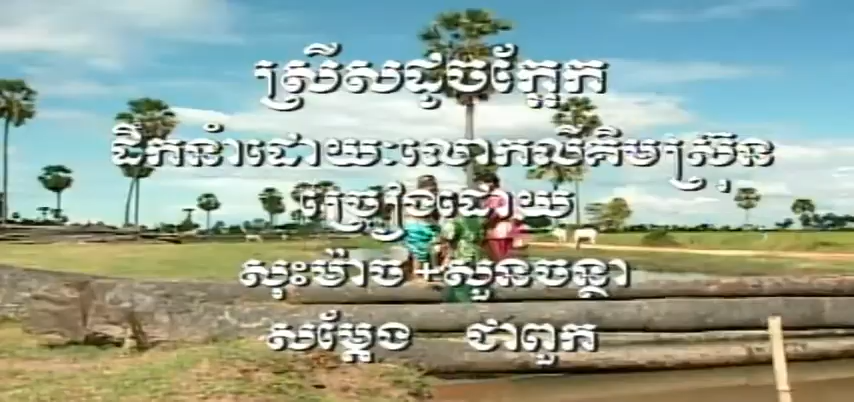 ស្រីសដូចក្អែក
ដឹកនាំដោយៈលោកលីគឹមស្រ៊ុន
ច្រៀងដោយ
សុះម៉ាច+សួនចន្ថា
សម្តែង ជាពួក